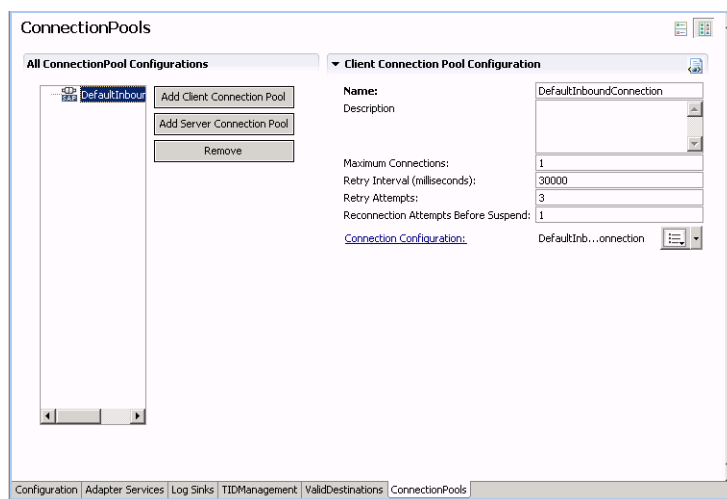 ConnectionPools
All ConnectionPool Configurations
SAP DefaultInbour
Add Client Connection Pool
Add Server Connection Pool
Remove
Client Connection Pool Configuration
Name: DefaultInboundConnection
Description
Maximum Connections: 1
Retry Interval (milliseconds): 30000
Retry Attempts: 3
Reconnection Attempts Before Suspend: 1
Connection Configuration: DefaultInb...onnection
Configuration Adapter Services Log Sinks TIDManagement ValidDestinations ConnectionPools